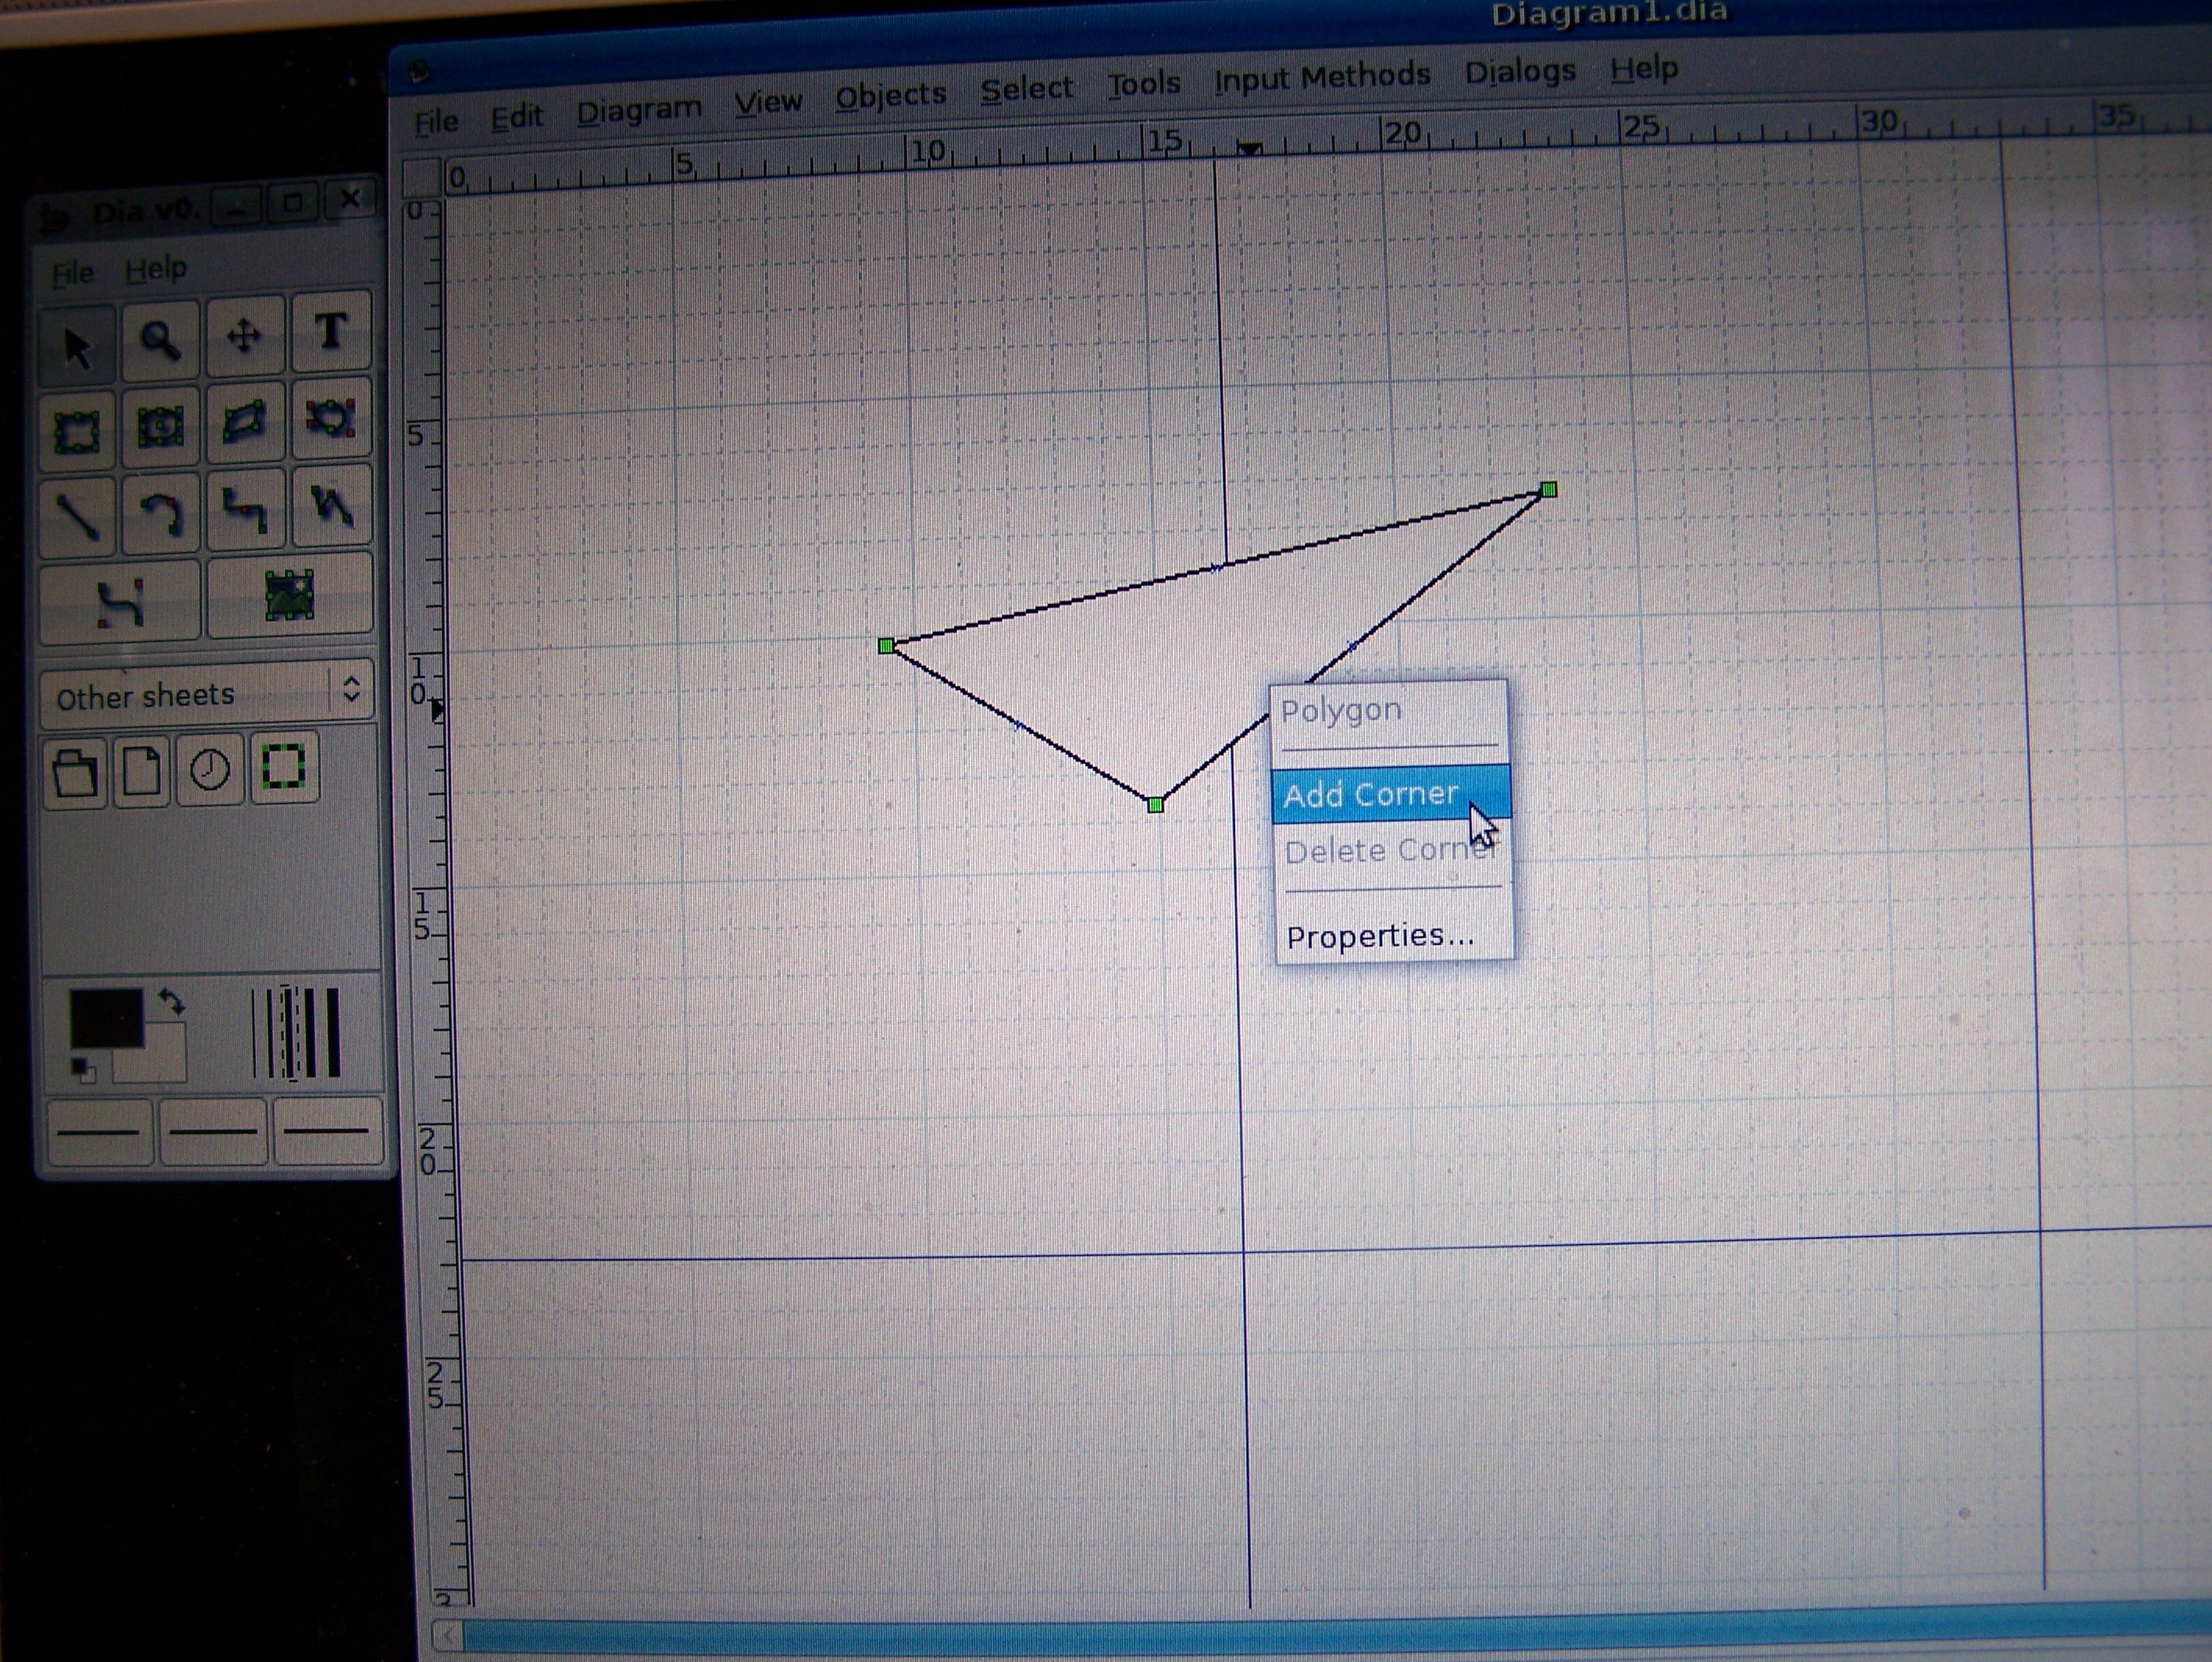 Diagram1.dia
File Edit Diagram View Objects Select Tools Input Methods Dialogs Help
0 5 10 15 20 25 30 35
Dia v0.
File Help
T
Other sheets
0
5
10
15
20
25
Polygon
Add Corner
Delete Corner
Properties...